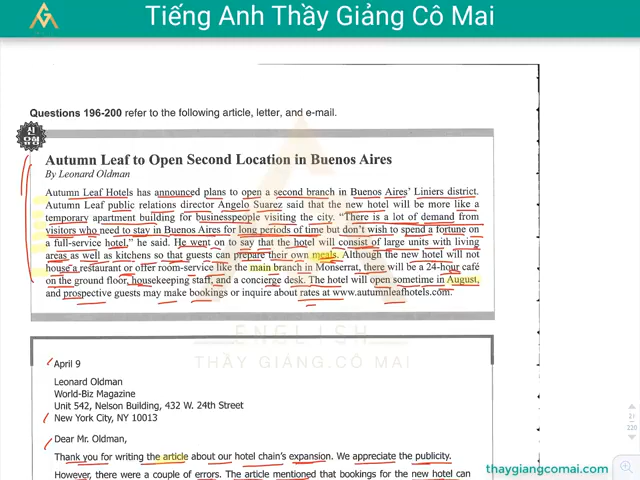 Tiếng Anh Thầy Giảng Cô Mai
Questions 196-200 refer to the following article, letter, and e-mail.
Autumn Leaf to Open Second Location in Buenos Aires
By Leonard Oldman
Autumn Leaf Hotels has announced plans to open a second branch in Buenos Aires' Liniers district.
Autumn Leaf public relations director Angelo Suarez said that the new hotel will be more like a
temporary apartment building for businesspeople visiting the city. "There is a lot of demand from
visitors who need to stay in Buenos Aires for long periods of time but don't wish to spend a fortune on
a full-service hotel," he said. He went on to say that the hotel will consist of large units with living
areas as well as kitchens so that guests can prepare their own meals. Although the new hotel will not
house a restaurant or offer room-service like the main branch in Monserrat, there will be a 24-hour café
on the ground floor, housekeeping staff, and a concierge desk. The hotel will open sometime in August,
and prospective guests may make bookings or inquire about rates at www.autumnleafhotels.com.
ENGLISH
THẦY GIẢNG.CÔ MAI
April 9
Leonard Oldman
World-Biz Magazine
Unit 542, Nelson Building, 432 W. 24th Street
New York City, NY 10013
Dear Mr. Oldman,
Thank you for writing the article about our hotel chain's expansion. We appreciate the publicity.
However, there were a couple of errors. The article mentioned that bookings for the new hotel can
thaygiangcomai.com